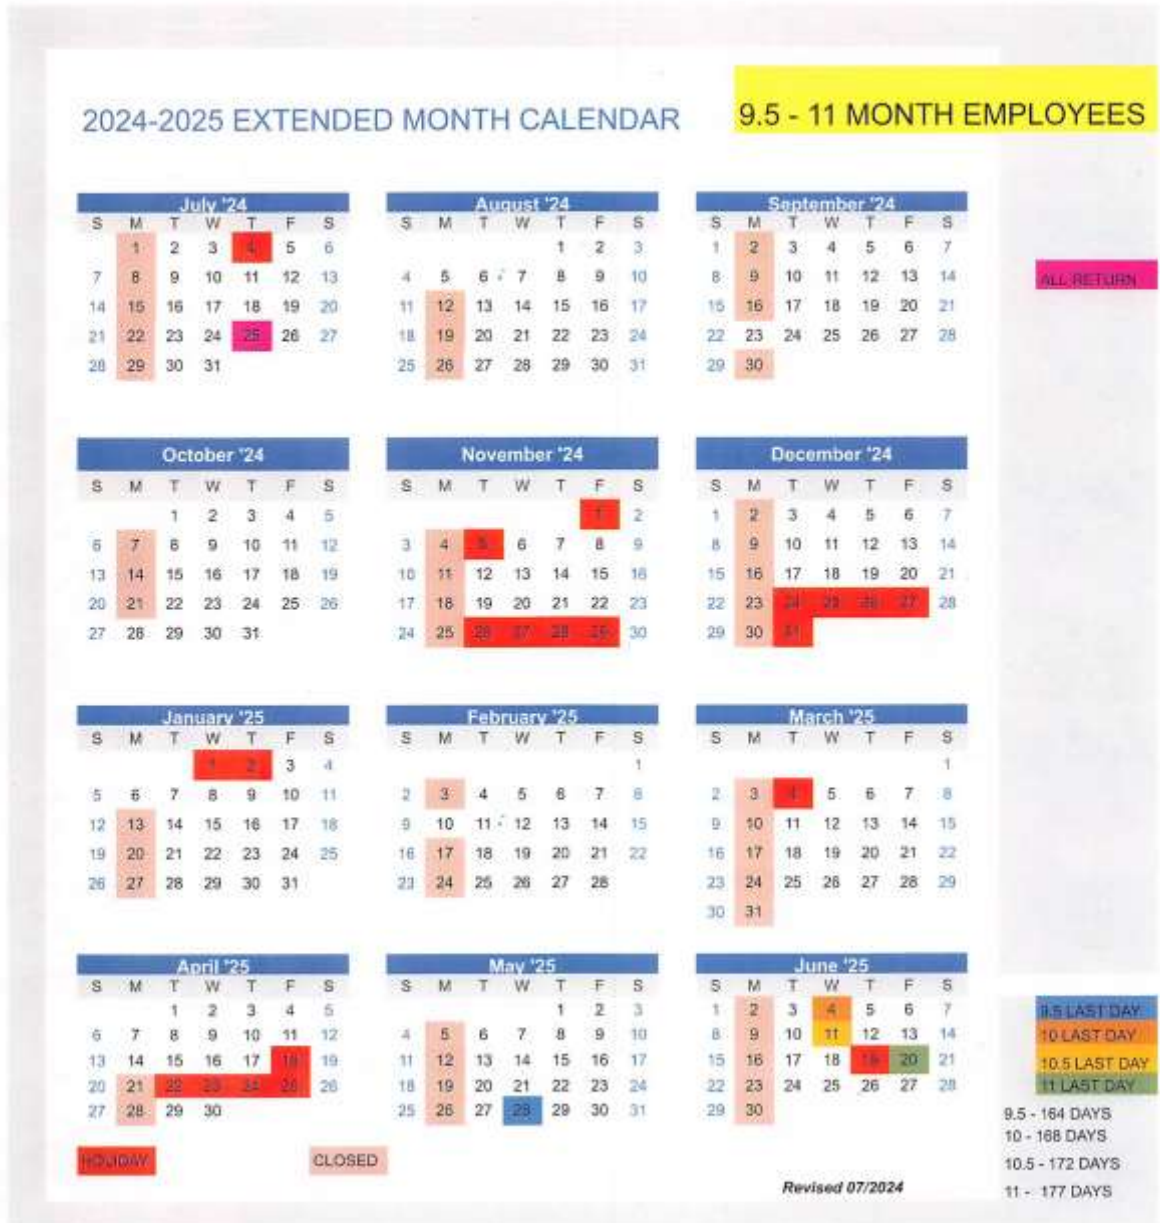 2024-2025 EXTENDED MONTH CALENDAR
9.5 - 11 MONTH EMPLOYEES
July '24 August '24 September '24
S M T W T F S S M T W T F S S M T W T F S
1 2 3 4 5 6 1 2 3 1 2 3 4 5 6 7
7 8 9 10 11 12 13 4 5 6 7 8 9 10 8 9 10 11 12 13 14
14 15 16 17 18 19 20 11 12 13 14 15 16 17 15 16 17 18 19 20 21
21 22 23 24 25 26 27 18 19 20 21 22 23 24 22 23 24 25 26 27 28
28 29 30 31 25 26 27 28 29 30 31 29 30
ALL RETURN
October '24 November '24 December '24
S M T W T F S S M T W T F S S M T W T F S
1 2 3 4 5 1 2 1 2 3 4 5 6 7
6 7 8 9 10 11 12 3 4 5 6 7 8 9 8 9 10 11 12 13 14
13 14 15 16 17 18 19 10 11 12 13 14 15 16 15 16 17 18 19 20 21
20 21 22 23 24 25 26 17 18 19 20 21 22 23 22 23 24 25 26 27 28
27 28 29 30 31 24 25 26 27 28 29 30 29 30 31
January '25 February '25 March '25
S M T W T F S S M T W T F S S M T W T F S
1 2 3 4 1 1
5 6 7 8 9 10 11 2 3 4 5 6 7 8 2 3 4 5 6 7 8
12 13 14 15 16 17 18 9 10 11 12 13 14 15 9 10 11 12 13 14 15
19 20 21 22 23 24 25 16 17 18 19 20 21 22 16 17 18 19 20 21 22
26 27 28 29 30 31 23 24 25 26 27 28 23 24 25 26 27 28 29
30 31
April '25 May '25 June '25
S M T W T F S S M T W T F S S M T W T F S
1 2 3 4 5 1 2 3 1 2 3 4 5 6 7
6 7 8 9 10 11 12 4 5 6 7 8 9 10 8 9 10 11 12 13 14
13 14 15 16 17 18 19 11 12 13 14 15 16 17 15 16 17 18 19 20 21
20 21 22 23 24 25 26 18 19 20 21 22 23 24 22 23 24 25 26 27 28
27 28 29 30 25 26 27 28 29 30 31 29 30
9.5 LAST DAY
10 LAST DAY
10.5 LAST DAY
11 LAST DAY
9.5 - 164 DAYS
10 - 168 DAYS
10.5 - 172 DAYS
11 - 177 DAYS
HOLIDAY CLOSED
Revised 07/2024